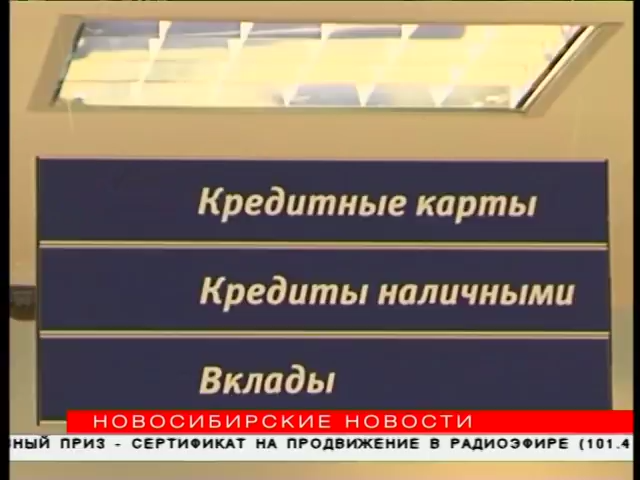 Кредитные карты
Кредиты наличными
Вклады
НОВОСИБИРСКИЕ НОВОСТИ
ПРИЗ - СЕРТИФИКАТ НА ПРОДВИЖЕНИЕ В РАДИОЭФИРЕ (101.4